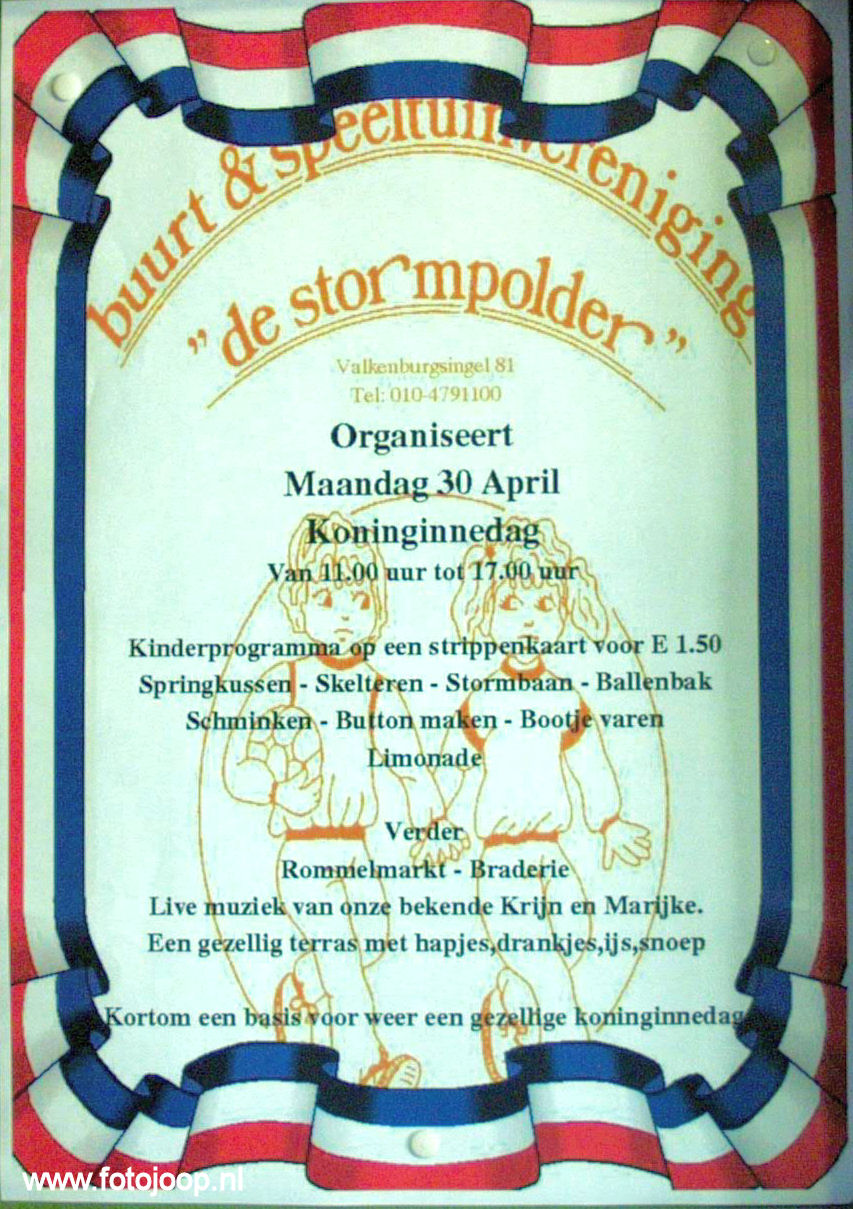 buurt & speeltuinvereniging
" de stormpolder "
Valkenburgsingel 81
Tel: 010-4791100
Organiseert
Maandag 30 April
Koninginnedag
Van 11.00 uur tot 17.00 uur
Kinderprogramma op een strippenkaart voor E 1.50
Springkussen - Skelteren - Stormbaan - Ballenbak
Schminken - Button maken - Bootje varen
Limonade
Verder
Rommelmarkt - Braderie
Live muziek van onze bekende Krijn en Marijke.
Een gezellig terras met hapjes,drankjes,ijs,snoep
Kortom een basis voor weer een gezellige koninginnedag
www.fotojoop.nl